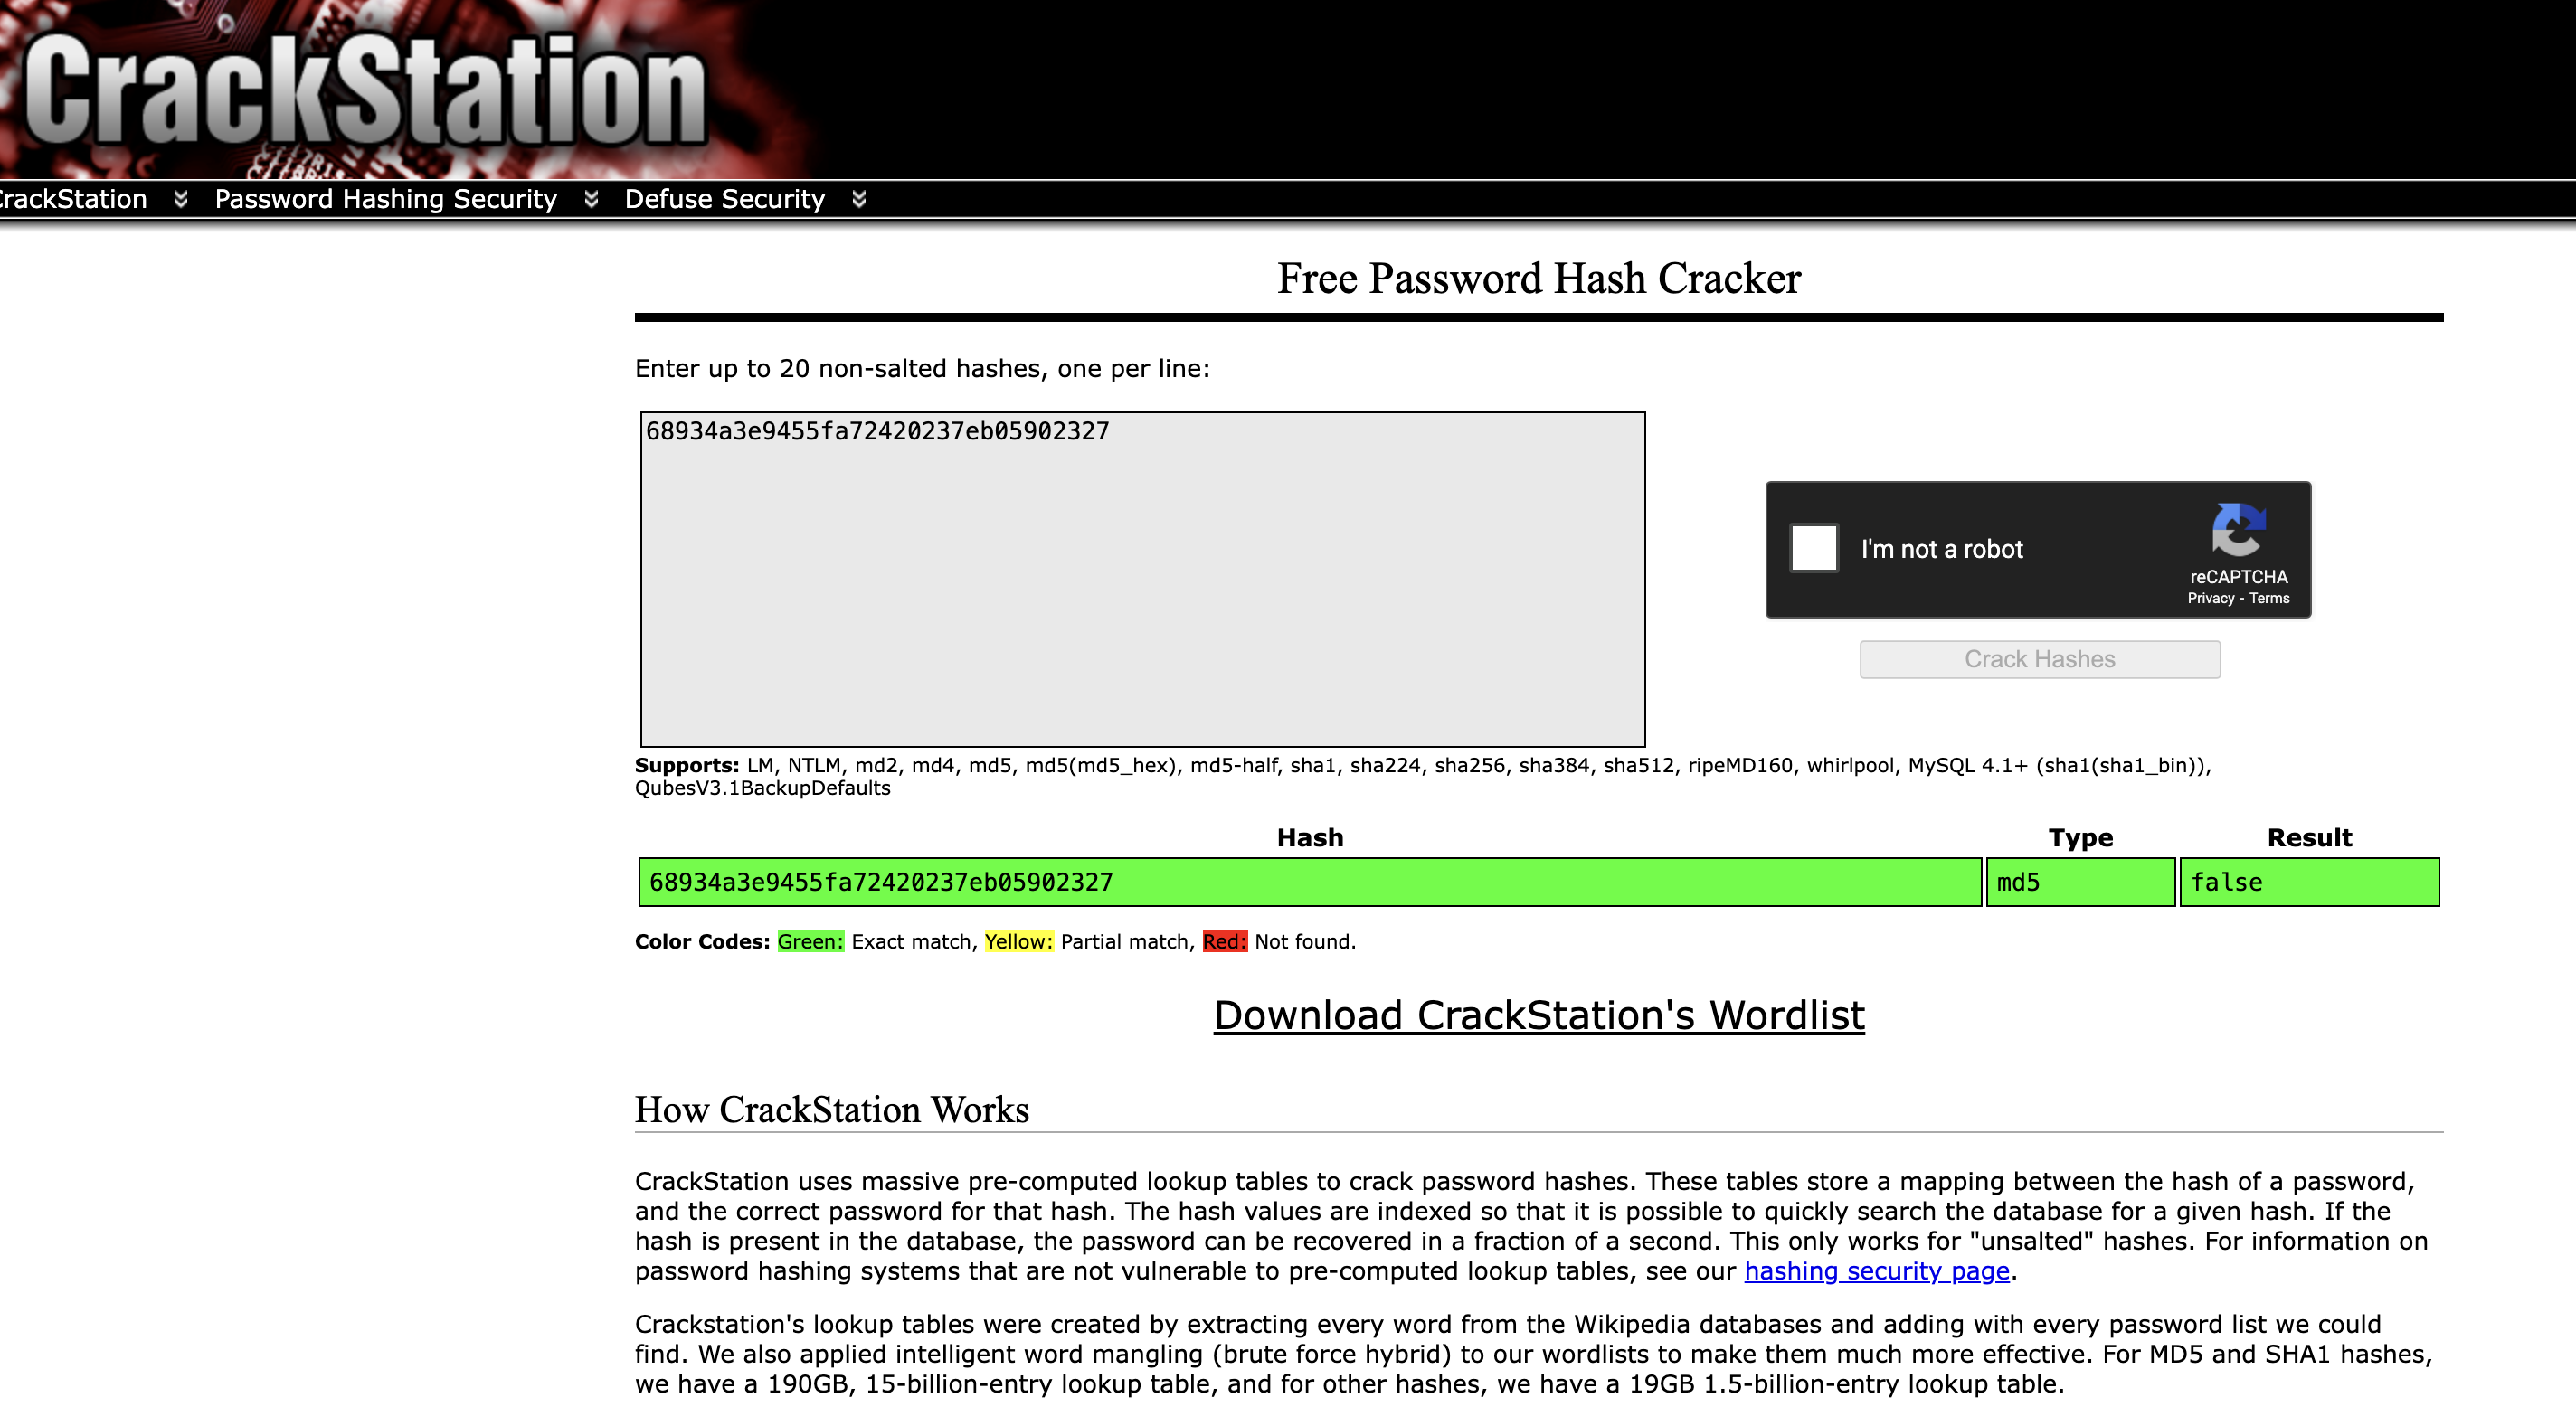 CrackStation
CrackStation Password Hashing Security Defuse Security
Free Password Hash Cracker
Enter up to 20 non-salted hashes, one per line:
68934a3e9455fa72420237eb05902327
I'm not a robot
reCAPTCHA
Privacy - Terms
Crack Hashes
Supports: LM, NTLM, md2, md4, md5, md5(md5_hex), md5-half, sha1, sha224, sha256, sha384, sha512, ripeMD160, whirlpool, MySQL 4.1+ (sha1(sha1_bin)),
QubesV3.1BackupDefaults
Hash Type Result
68934a3e9455fa72420237eb05902327 md5 false
Color Codes: Green: Exact match, Yellow: Partial match, Red: Not found.
Download CrackStation's Wordlist
How CrackStation Works
CrackStation uses massive pre-computed lookup tables to crack password hashes. These tables store a mapping between the hash of a password,
and the correct password for that hash. The hash values are indexed so that it is possible to quickly search the database for a given hash. If the
hash is present in the database, the password can be recovered in a fraction of a second. This only works for "unsalted" hashes. For information on
password hashing systems that are not vulnerable to pre-computed lookup tables, see our hashing security page.
Crackstation's lookup tables were created by extracting every word from the Wikipedia databases and adding with every password list we could
find. We also applied intelligent word mangling (brute force hybrid) to our wordlists to make them much more effective. For MD5 and SHA1 hashes,
we have a 190GB, 15-billion-entry lookup table, and for other hashes, we have a 19GB 1.5-billion-entry lookup table.